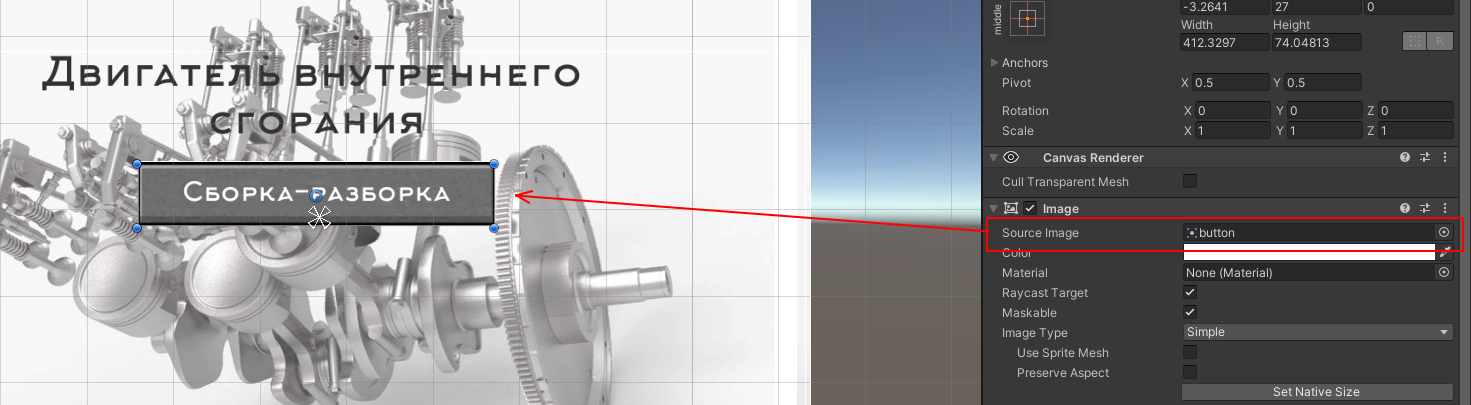 Двигатель внутреннего
сгорания
Сборка-разборка
middle
-3.2641 27 0
Width Height
412.3297 74.04813
R
Anchors
Pivot X 0.5 Y 0.5
Rotation X 0 Y 0 Z 0
Scale X 1 Y 1 Z 1
Canvas Renderer
Cull Transparent Mesh
Image
Source Image button
Color
Material None (Material)
Raycast Target
Maskable
Image Type Simple
Use Sprite Mesh
Preserve Aspect
Set Native Size